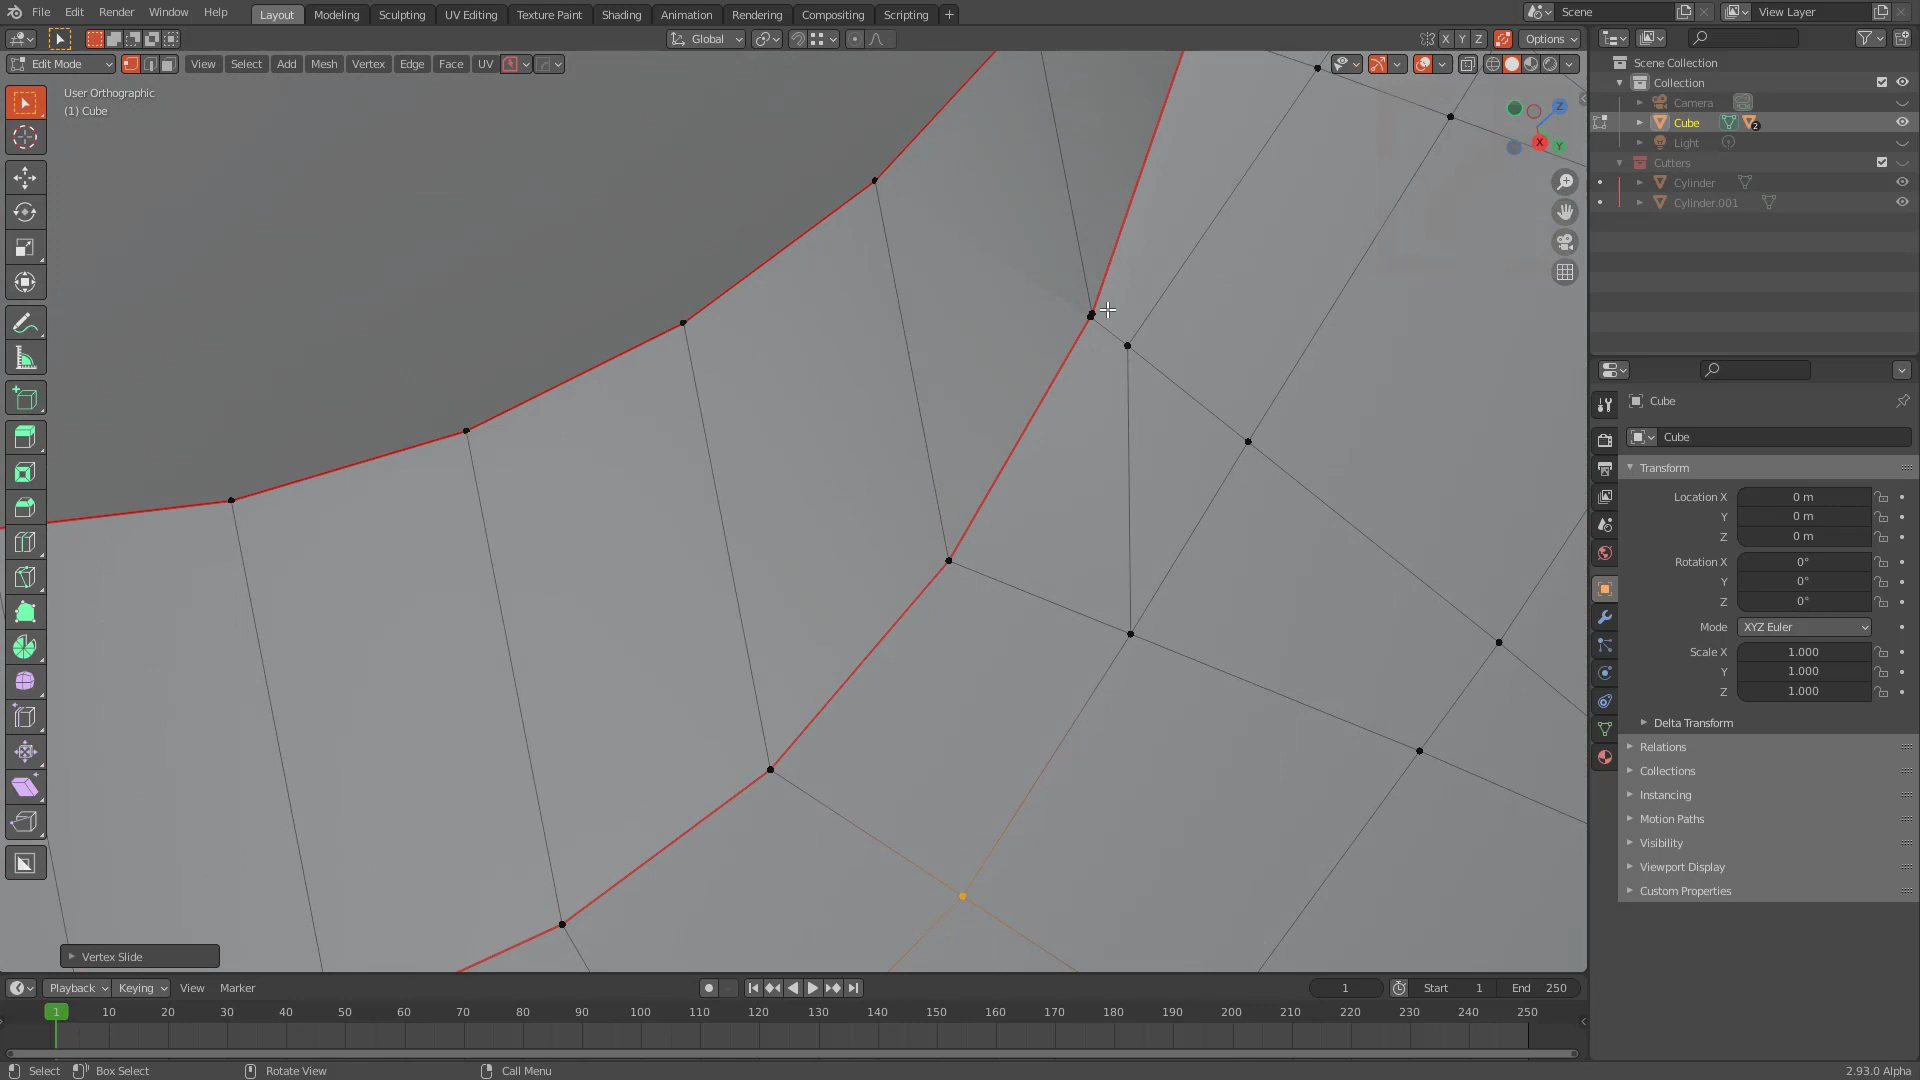 File Edit Render Window Help Layout Modeling Sculpting UV Editing Texture Paint Shading Animation Rendering Compositing Scripting + Scene View Layer
Global X Y Z Options
Edit Mode View Select Add Mesh Vertex Edge Face UV
User Orthographic
(1) Cube
Z
X
Y
Scene Collection
Collection
Camera
Cube 2
Light
Cutters
Cylinder
Cylinder.001
Cube
Cube
Transform
Location X 0 m
Y 0 m
Z 0 m
Rotation X 0°
Y 0°
Z 0°
Mode XYZ Euler
Scale X 1.000
Y 1.000
Z 1.000
Delta Transform
Relations
Collections
Instancing
Motion Paths
Visibility
Viewport Display
Custom Properties
Vertex Slide
Playback Keying View Marker 1 Start 1 End 250
1 10 20 30 40 50 60 70 80 90 100 110 120 130 140 150 160 170 180 190 200 210 220 230 240 250
Select Box Select Rotate View Call Menu 2.93.0 Alpha